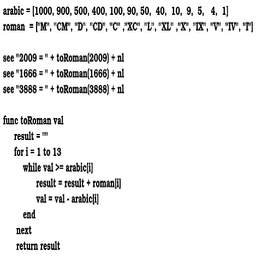 arabic = [1000, 900, 500, 400, 100, 90, 50, 40, 10, 9, 5, 4, 1]
roman = ["M", "CM", "D", "CD", "C" ,"XC", "L", "XL" ,"X", "IX", "V", "IV", "I"]
see "2009 = " + toRoman(2009) + nl
see "1666 = " + toRoman(1666) + nl
see "3888 = " + toRoman(3888) + nl
func toRoman val
result = ""
for i = 1 to 13
while val >= arabic[i]
result = result + roman[i]
val = val - arabic[i]
end
next
return result